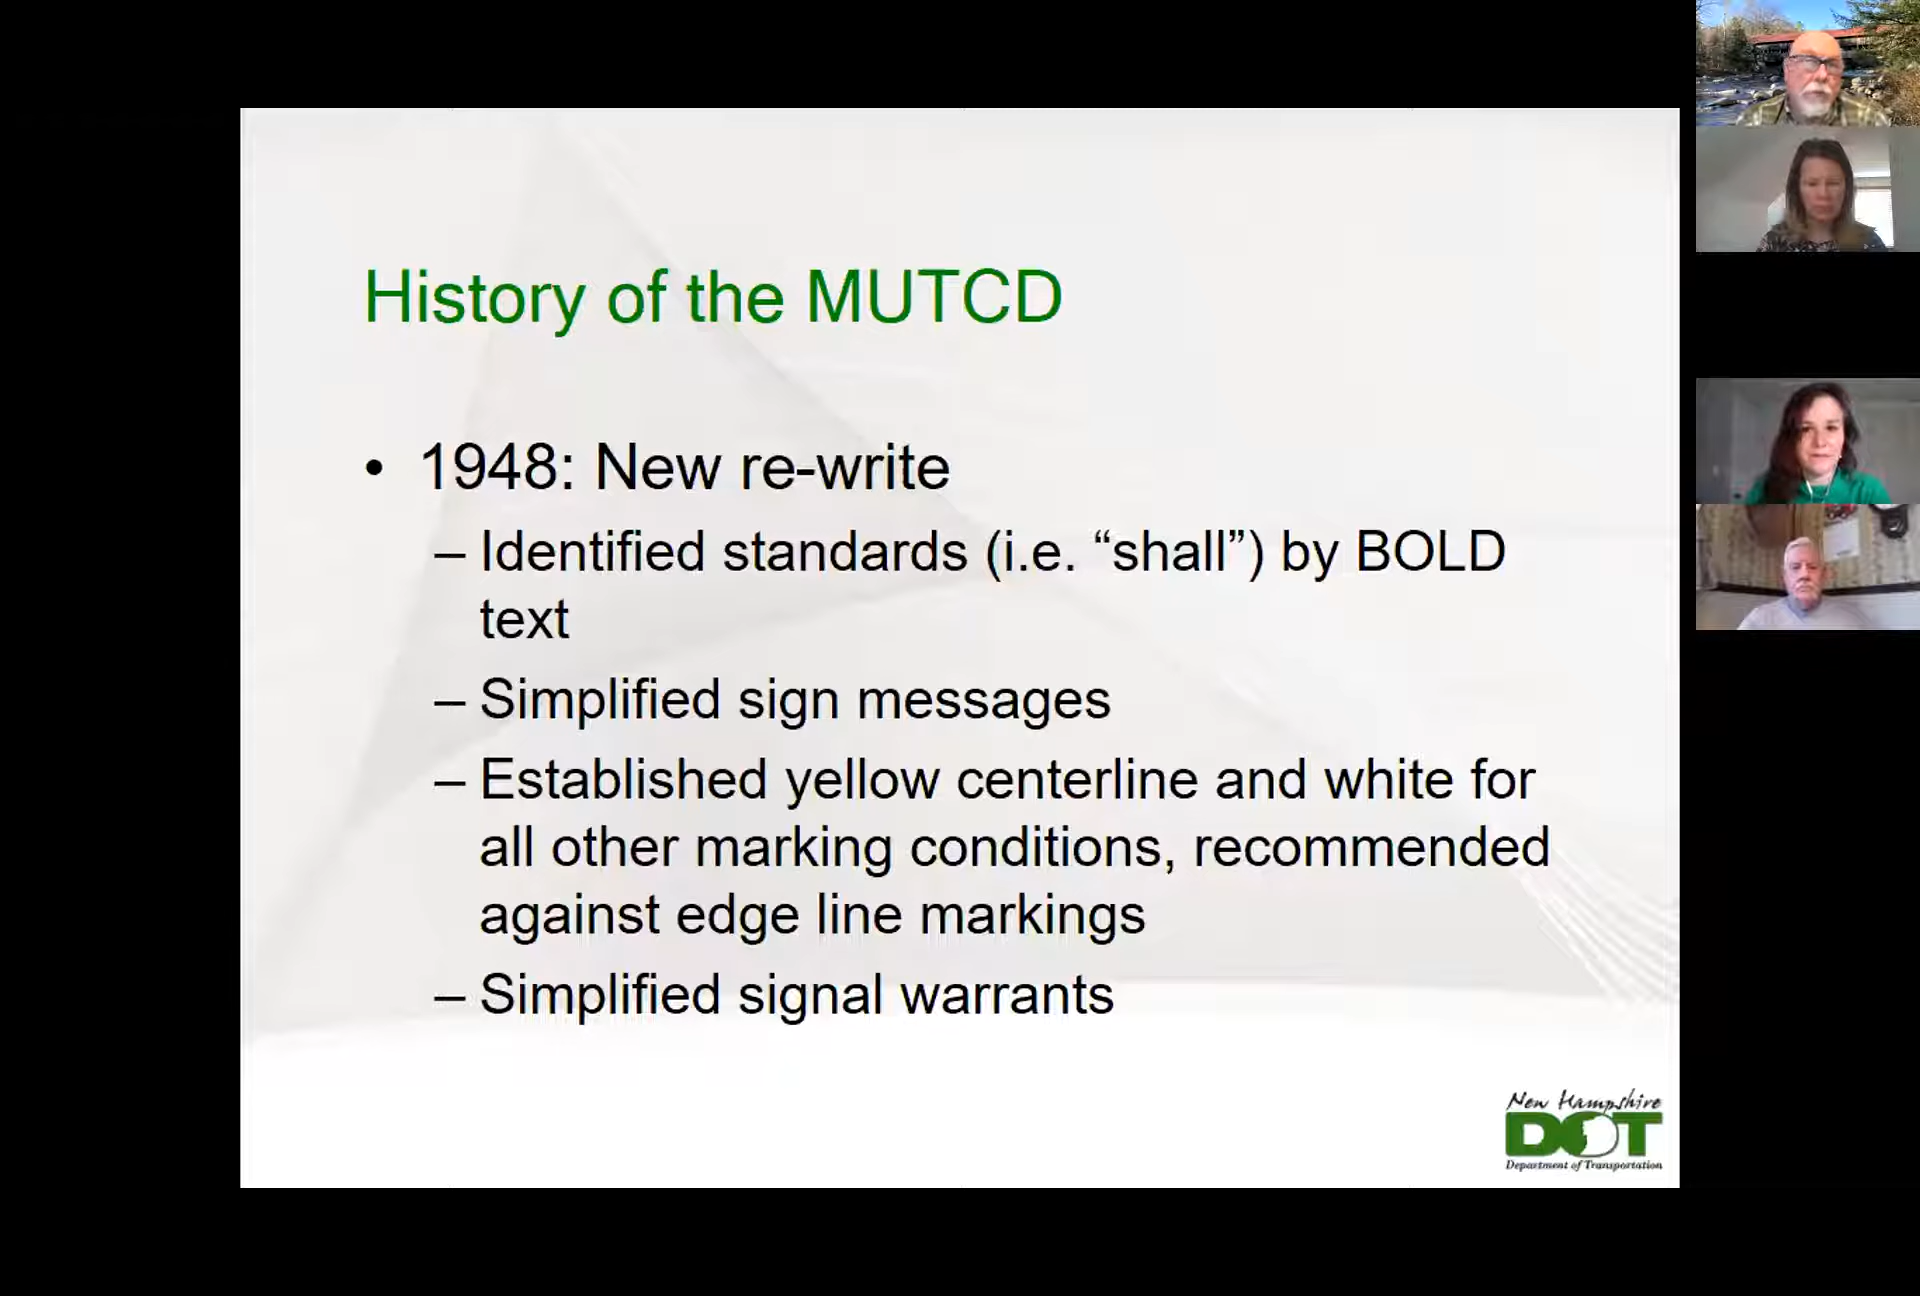 History of the MUTCD
• 1948: New re-write
– Identified standards (i.e. “shall”) by BOLD
text
– Simplified sign messages
– Established yellow centerline and white for
all other marking conditions, recommended
against edge line markings
– Simplified signal warrants
New Hampshire
DOT
Department of Transportation